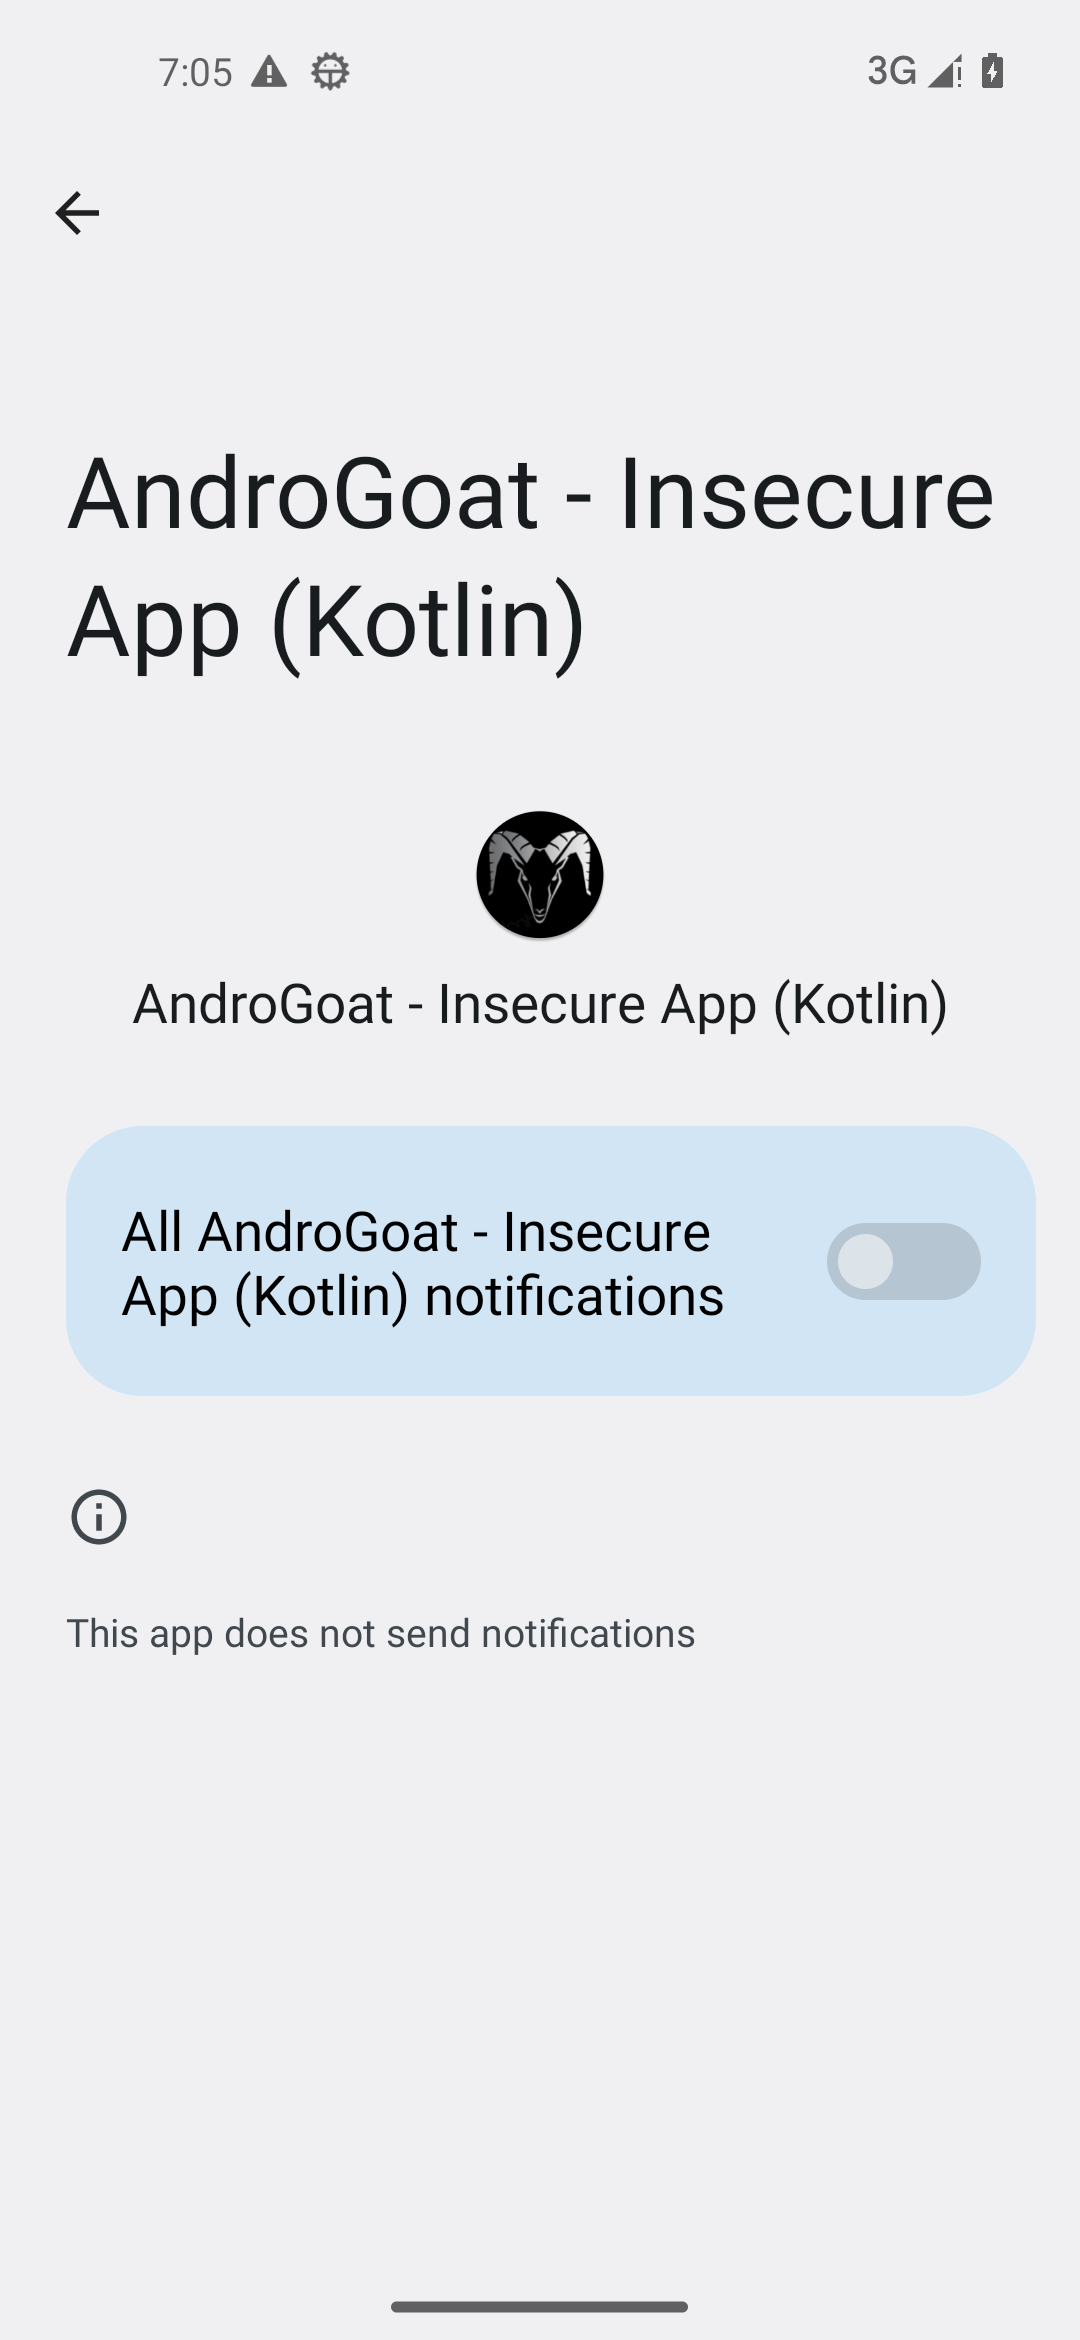 7:05
3G
AndroGoat - Insecure
App (Kotlin)
AndroGoat - Insecure App (Kotlin)
All AndroGoat - Insecure
App (Kotlin) notifications
This app does not send notifications